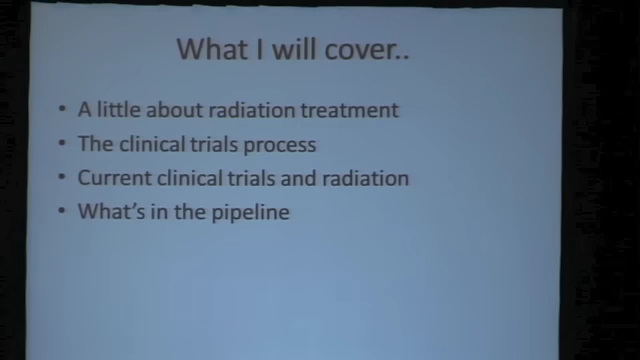 What I will cover..
• A little about radiation treatment
• The clinical trials process
• Current clinical trials and radiation
• What's in the pipeline